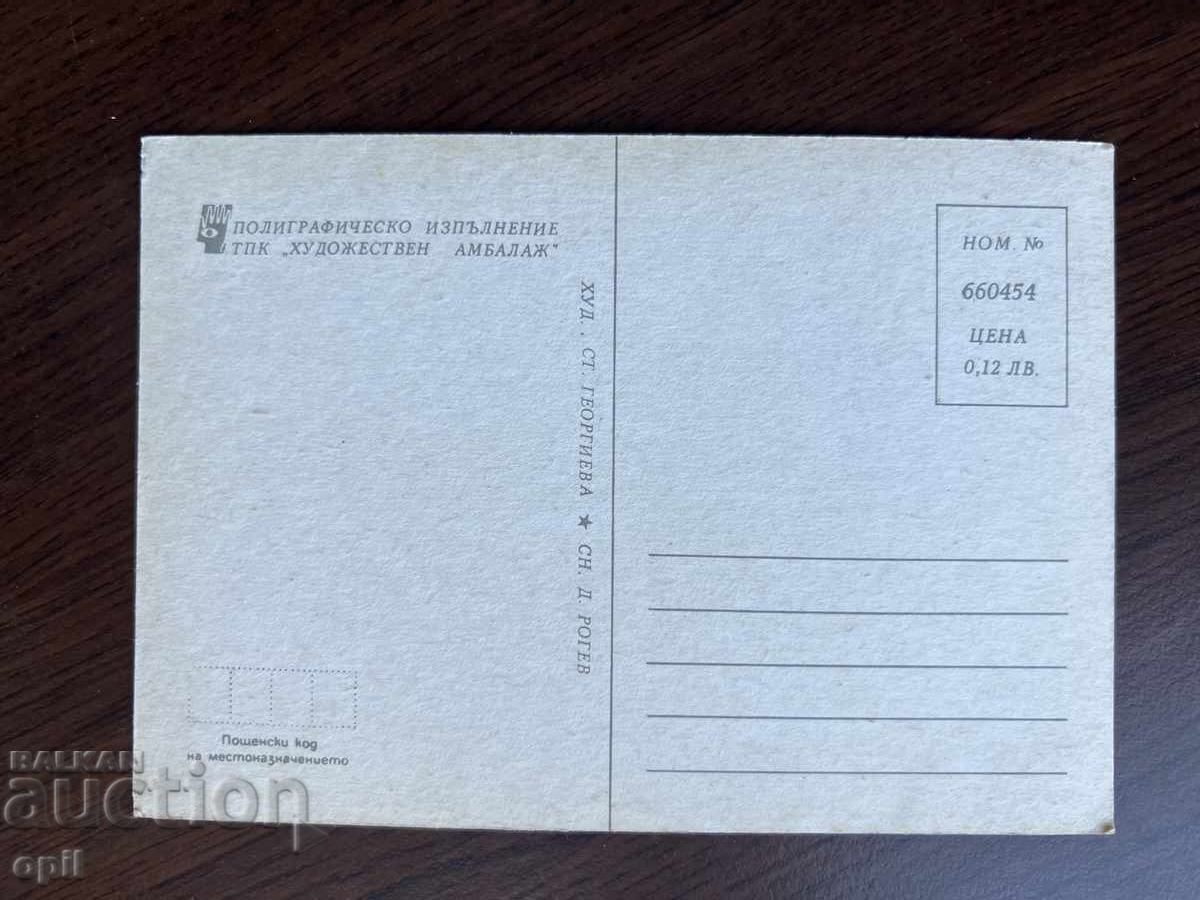 ПОЛИГРАФИЧЕСКО ИЗПЪЛНЕНИЕ
ТПК „ХУДОЖЕСТВЕН АМБАЛАЖ"
ХУД.. СТ. ГЕОРГИЕВА ★ СН. Д. РОГЕВ
НОМ. №
660454
ЦЕНА
0,12 ЛВ.
Пощенски код
на местоназначението
BALKAN
auction
opil